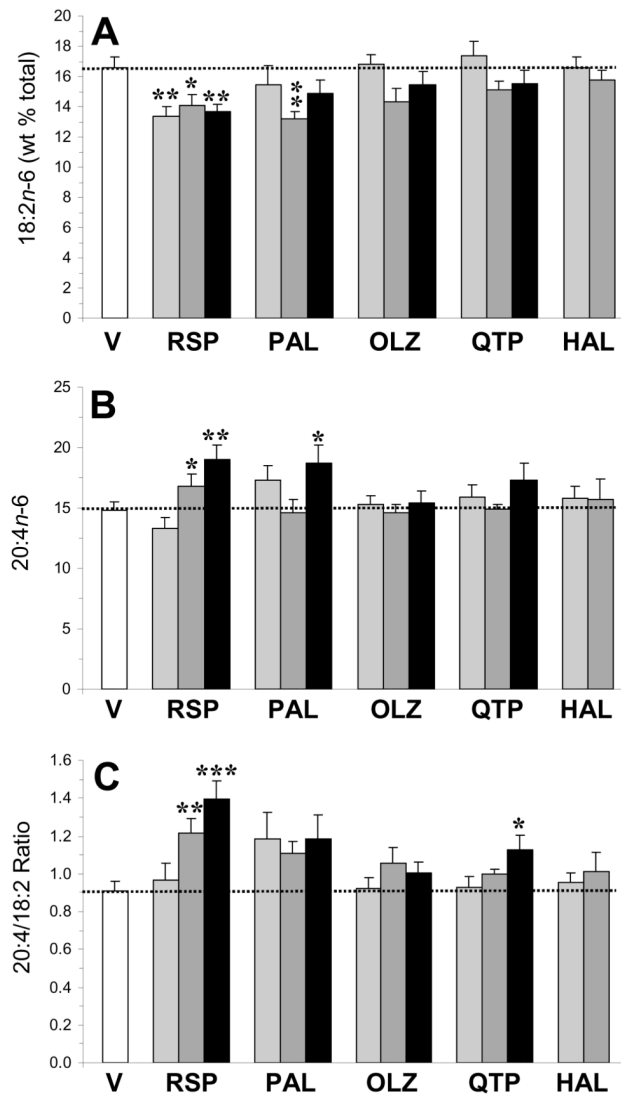 A
18:2n-6 (wt % total)
20
18
16
14
12
10
8
6
4
2
0
** * ** ** 
V RSP PAL OLZ QTP HAL
B
20:4n-6
25
20
15
10
5
0
* ** *
V RSP PAL OLZ QTP HAL
C
20:4/18:2 Ratio
1.6
1.4
1.2
1.0
0.8
0.6
0.4
0.2
0.0
** *** *
V RSP PAL OLZ QTP HAL